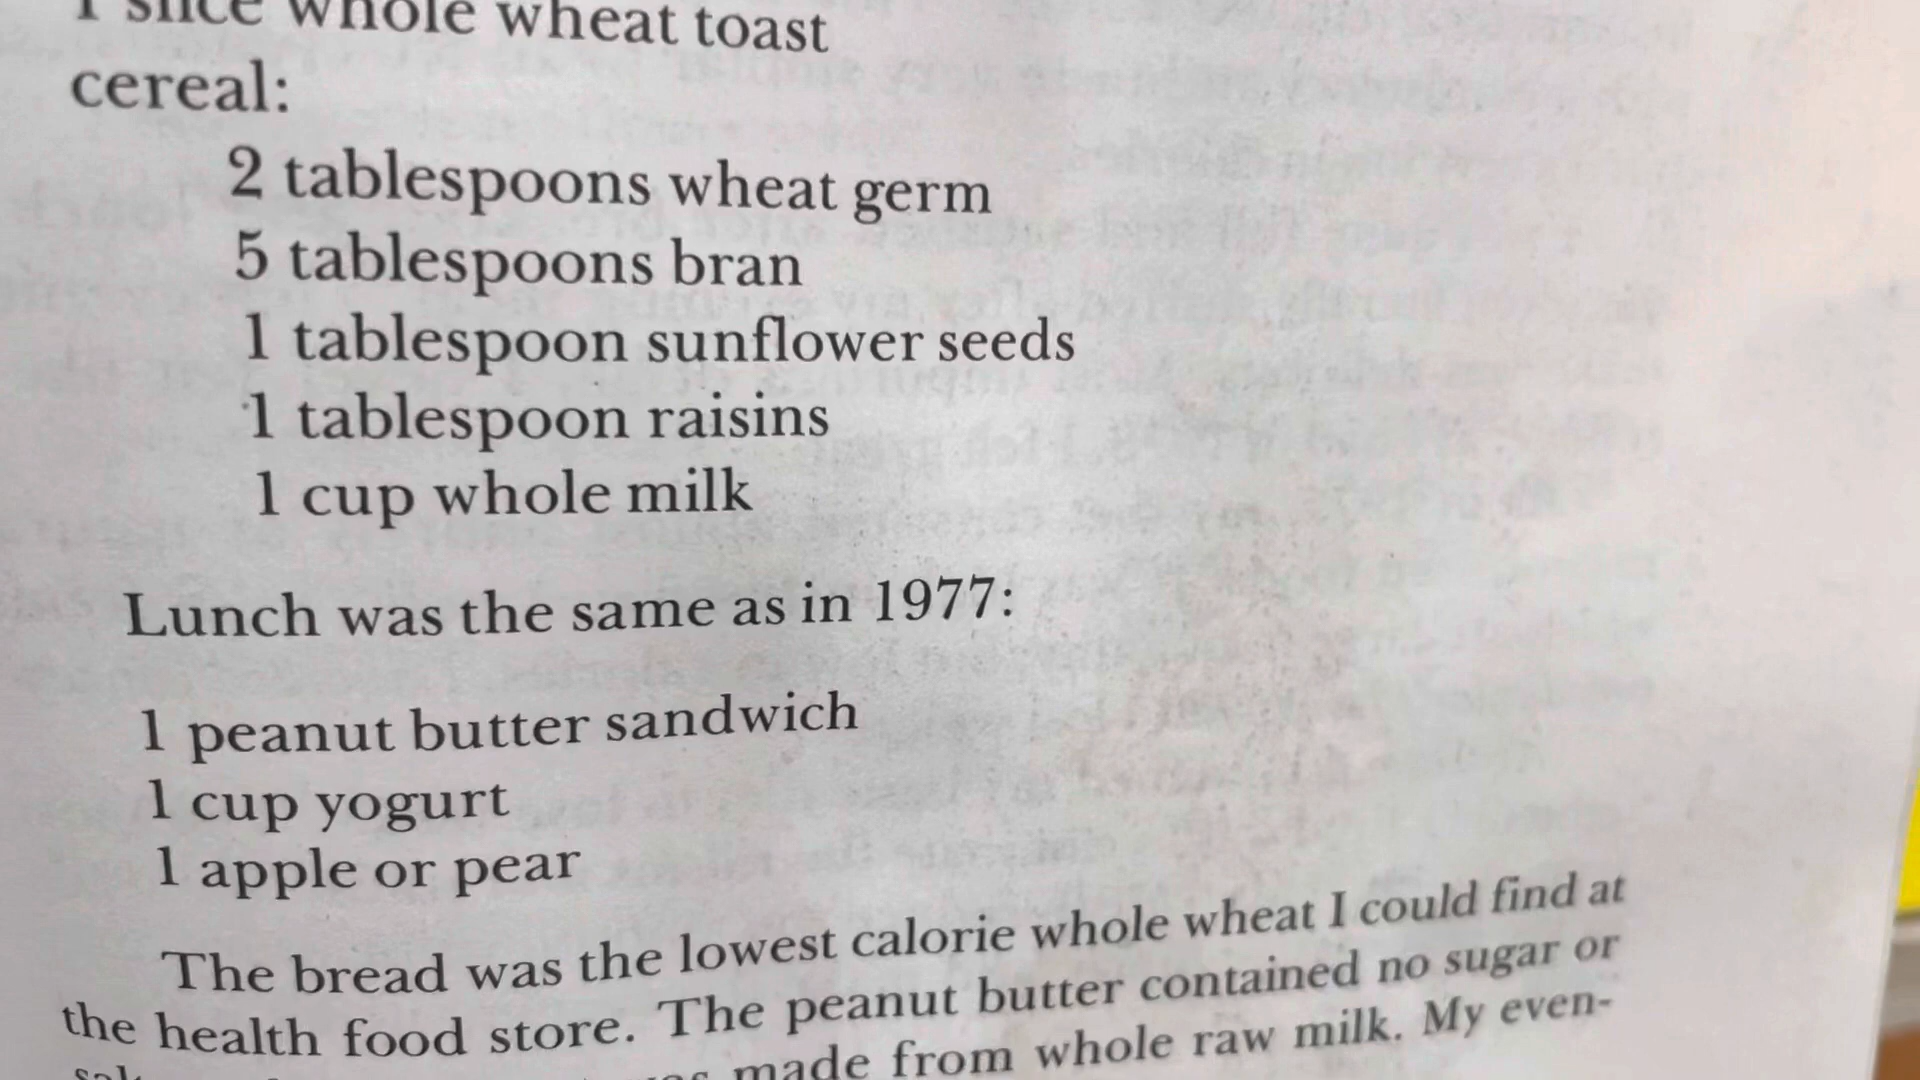 1 slice whole wheat toast
cereal:
2 tablespoons wheat germ
5 tablespoons bran
1 tablespoon sunflower seeds
1 tablespoon raisins
1 cup whole milk
Lunch was the same as in 1977:
1 peanut butter sandwich
1 cup yogurt
1 apple or pear
The bread was the lowest calorie whole wheat I could find at
the health food store. The peanut butter contained no sugar or
made from whole raw milk. My even-